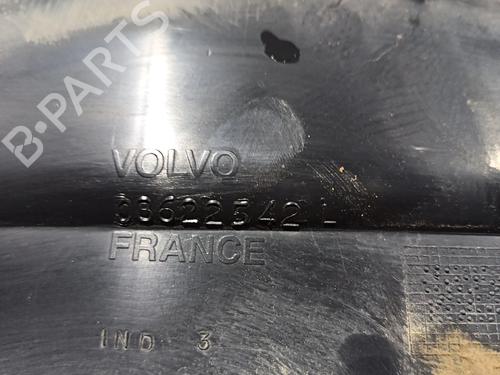 B-PARTS
VOLVO
08622542 L
FRANCE
IND 3